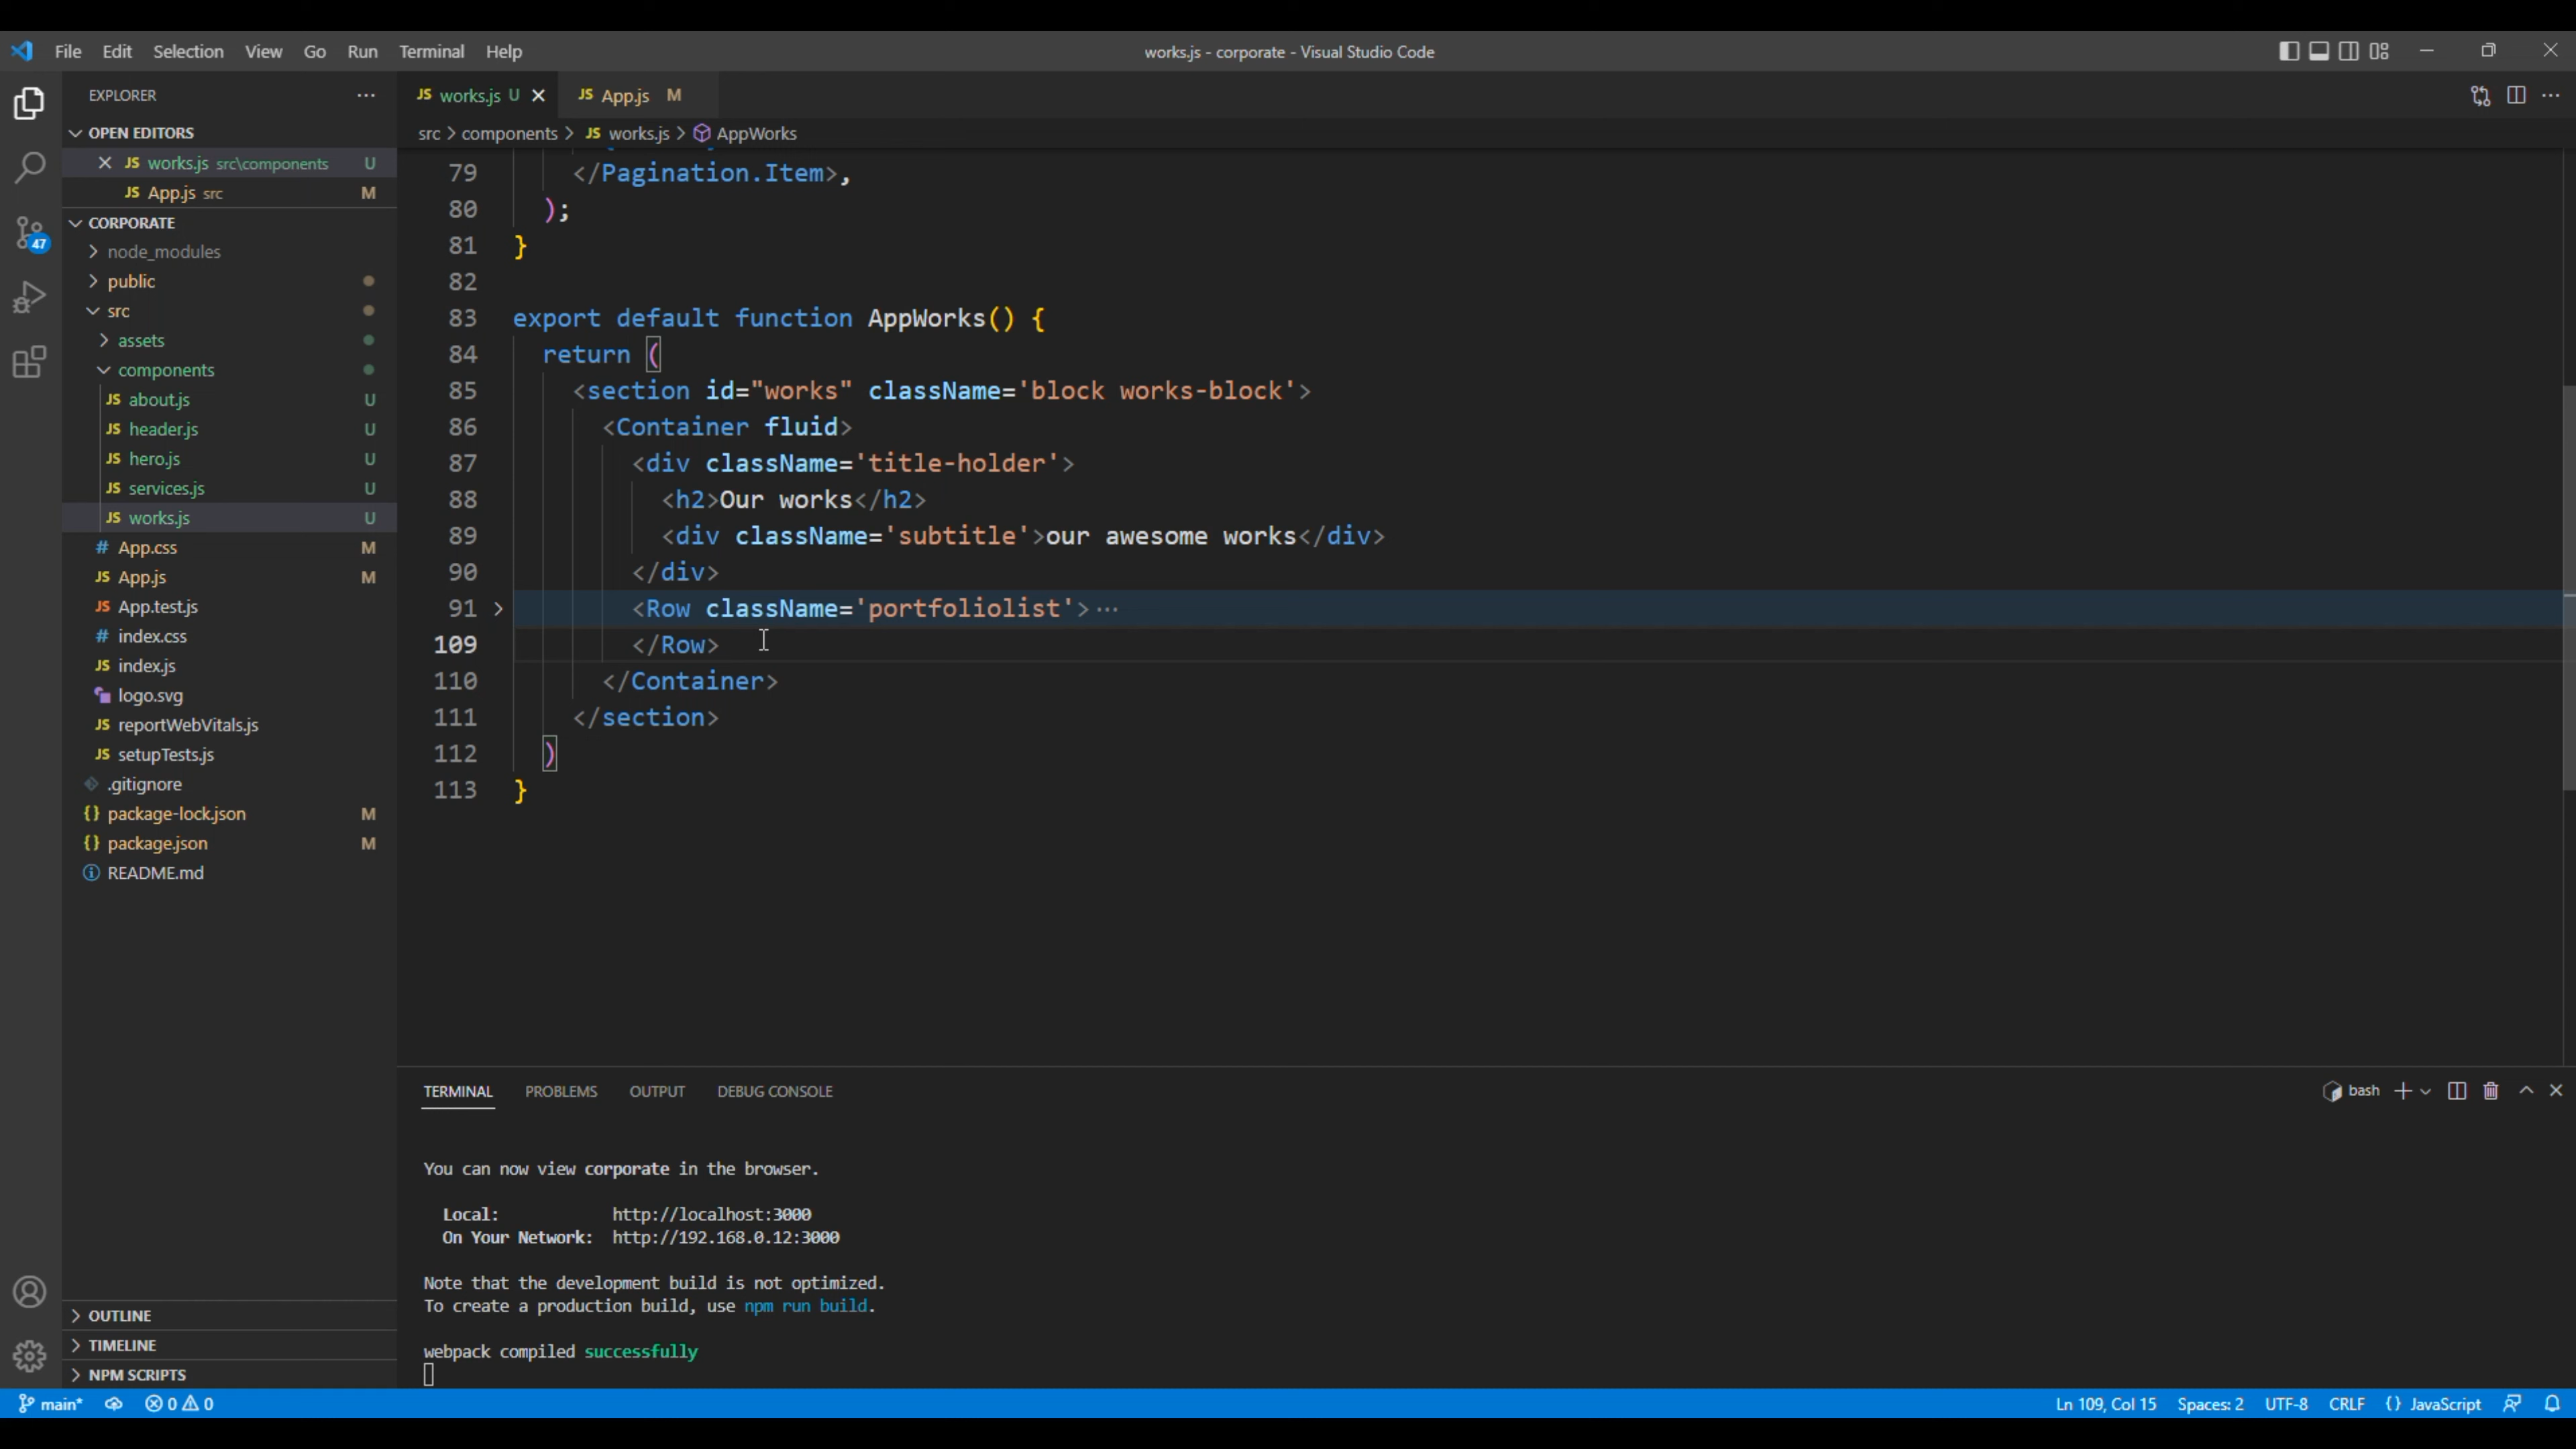 File Edit Selection View Go Run Terminal Help
works.js - corporate - Visual Studio Code
EXPLORER
OPEN EDITORS
JS works.js src\components U
JS App.js src M
CORPORATE
node_modules
public
src
assets
components
JS about.js U
JS header.js U
JS hero.js U
JS services.js U
JS works.js U
# App.css M
JS App.js M
JS App.test.js
# index.css
JS index.js
logo.svg
JS reportWebVitals.js
JS setupTests.js
.gitignore
{} package-lock.json M
{} package.json M
README.md
OUTLINE
TIMELINE
NPM SCRIPTS
47
JS works.js U
JS App.js M
src > components > JS works.js > AppWorks
79 </Pagination.Item>,
80 );
81 }
82
83 export default function AppWorks() {
84 return (
85 <section id="works" className='block works-block'>
86 <Container fluid>
87 <div className='title-holder'>
88 <h2>Our works</h2>
89 <div className='subtitle'>our awesome works</div>
90 </div>
91 <Row className='portfoliolist'>···
109 </Row>
110 </Container>
111 </section>
112 )
113 }
TERMINAL PROBLEMS OUTPUT DEBUG CONSOLE
bash
You can now view corporate in the browser.
Local: http://localhost:3000
On Your Network: http://192.168.0.12:3000
Note that the development build is not optimized.
To create a production build, use npm run build.
webpack compiled successfully
main* 0 0
Ln 109, Col 15 Spaces: 2 UTF-8 CRLF {} JavaScript